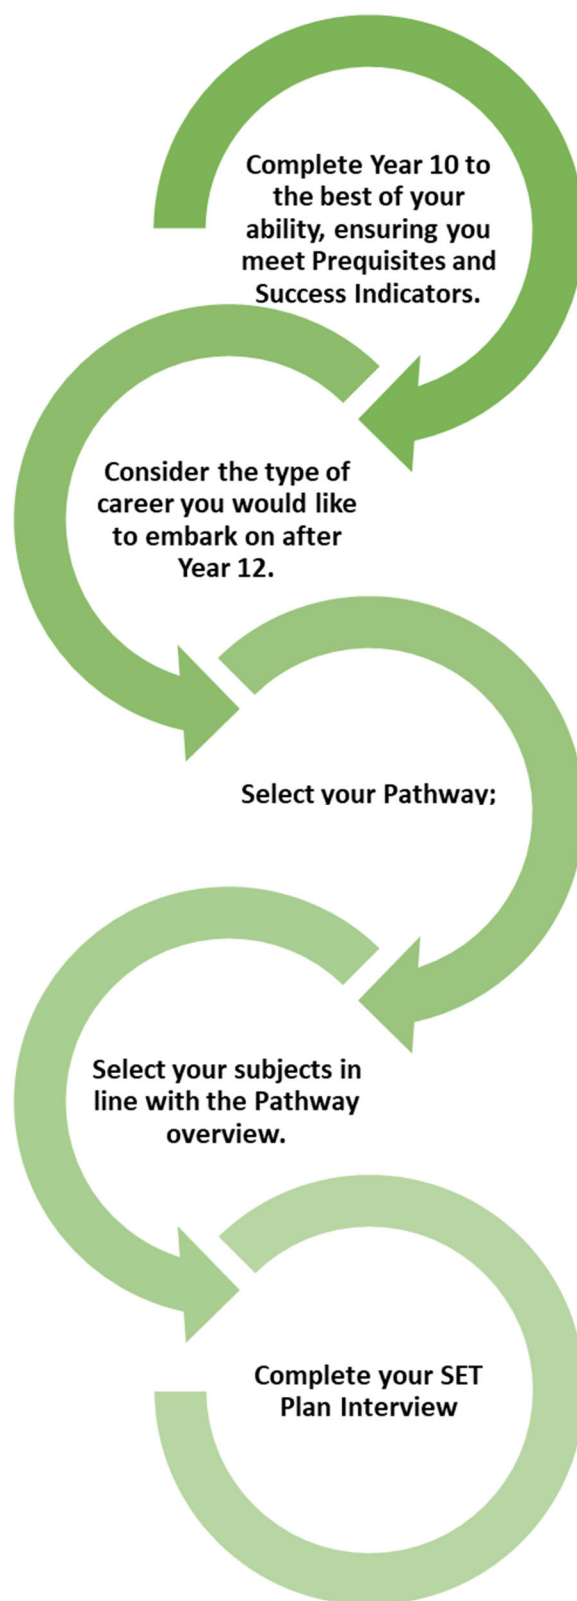 Complete Year 10 to
the best of your
ability, ensuring you
meet Prequisites and
Success Indicators.
Consider the type of
career you would like
to embark on after
Year 12.
Select your Pathway;
Select your subjects in
line with the Pathway
overview.
Complete your SET
Plan Interview